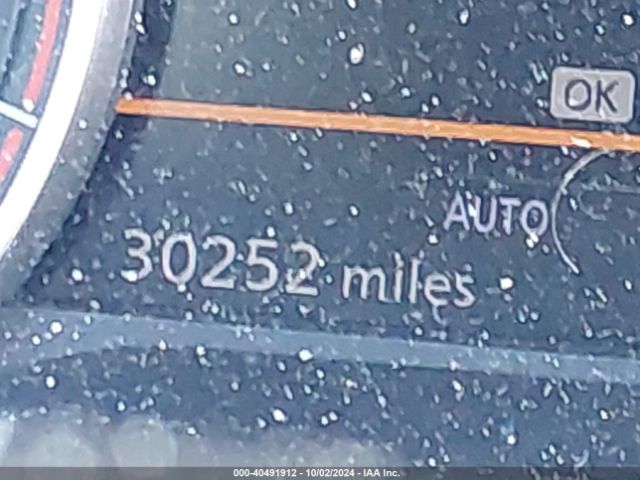 OK
AUTO
30252 miles
000-40491912 - 10/02/2024 - IAA Inc.